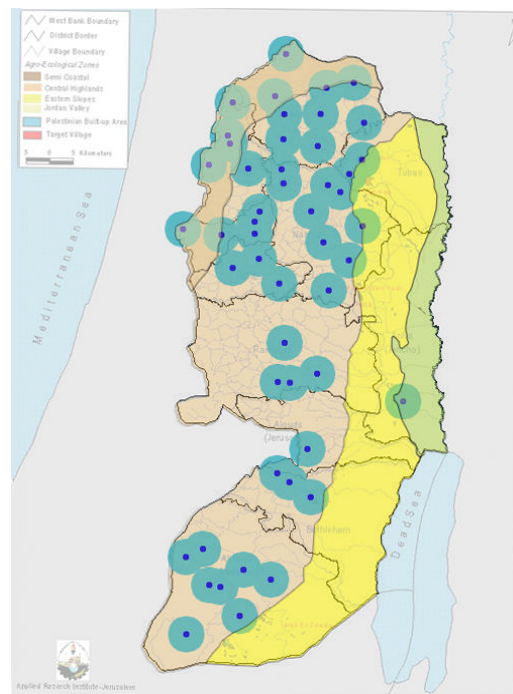 West Bank Boundary
District Border
Village Boundary
Agro-Ecological Zones
Semi-Coastal
Central Highlands
Eastern Slopes
Jordan Valley
Palestinian Built-up Area
Target Village
5 0 5 Kilometers
Mediterranean Sea
Tubas
Alquds
(Jerus
Bethlehem
Dead Sea
Applied Research Institute-Jerusalem